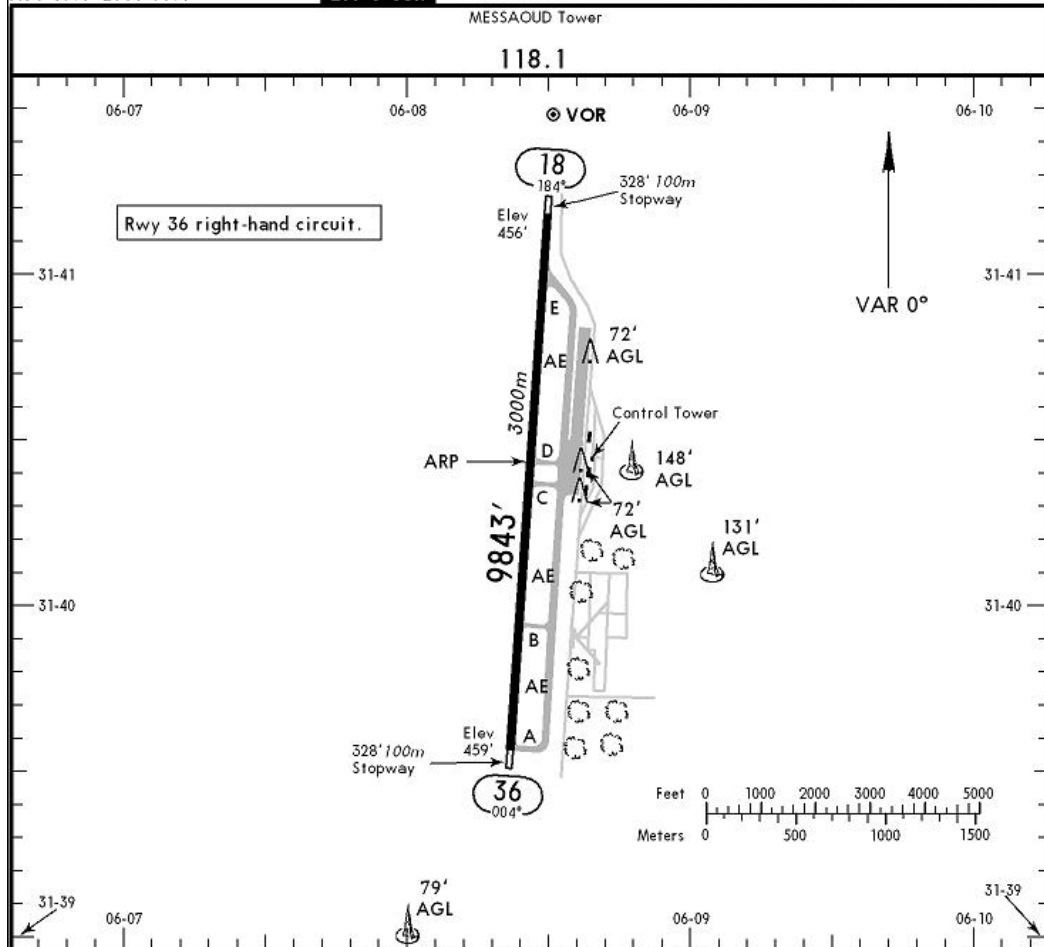 MESSAOUD Tower
118.1
06-07 06-08 06-09 06-10
VOR
18
184°
328' 100m
Stopway
Elev
456'
Rwy 36 right-hand circuit.
31-41 31-41
VAR 0°
E
72'
AGL
AE
3000m
Control Tower
D
ARP
148'
AGL
C
72'
AGL
9843'
131'
AGL
AE
31-40 31-40
B
AE
A
Elev
459'
328' 100m
Stopway
36
004°
Feet 0 1000 2000 3000 4000 5000
Meters 0 500 1000 1500
79'
AGL
31-39 31-39
06-07 06-09 06-10